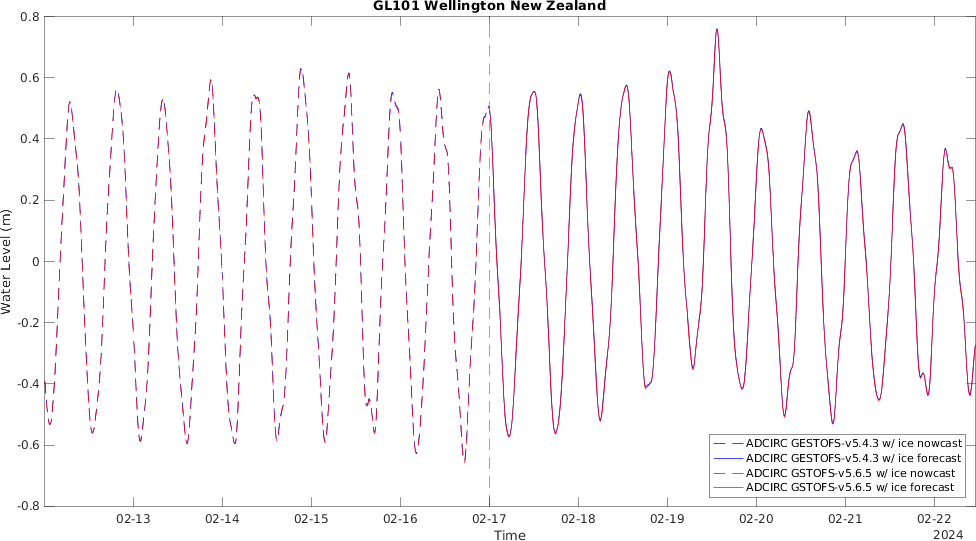 GL101 Wellington New Zealand
0.8
0.6
0.4
0.2
0
-0.2
-0.4
-0.6
-0.8
Water Level (m)
02-13 02-14 02-15 02-16 02-17 02-18 02-19 02-20 02-21 02-22
Time
2024
ADCIRC GESTOFS-v5.4.3 w/ ice nowcast
ADCIRC GESTOFS-v5.4.3 w/ ice forecast
ADCIRC GSTOFS-v5.6.5 w/ ice nowcast
ADCIRC GSTOFS-v5.6.5 w/ ice forecast